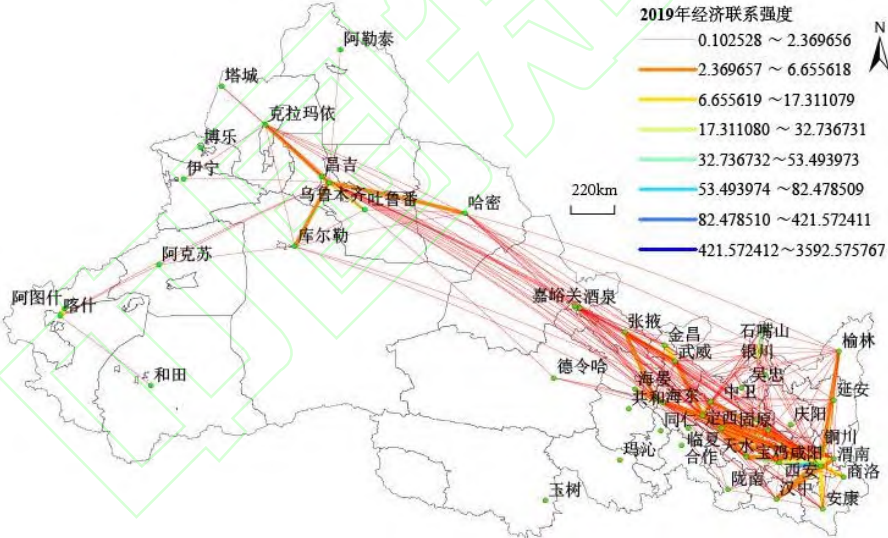 2019年经济联系强度
N
0.102528 ～ 2.369656
2.369657 ～ 6.655618
6.655619 ～17.311079
17.311080 ～ 32.736731
32.736732～53.493973
53.493974 ～ 82.478509
82.478510 ～ 421.572411
421.572412～3592.575767
220km
阿勒泰
塔城
克拉玛依
博乐
伊宁
昌吉
乌鲁木齐
吐鲁番
哈密
库尔勒
阿克苏
阿图什
喀什
和田
嘉峪关
酒泉
张掖
金昌
武威
石嘴山
银川
榆林
德令哈
海晏
吴忠
共和
海东
中卫
延安
同仁
定西
固原
庆阳
临夏
合作
天水
宝鸡
咸阳
铜川
渭南
玛沁
西安
商洛
陇南
汉中
安康
玉树